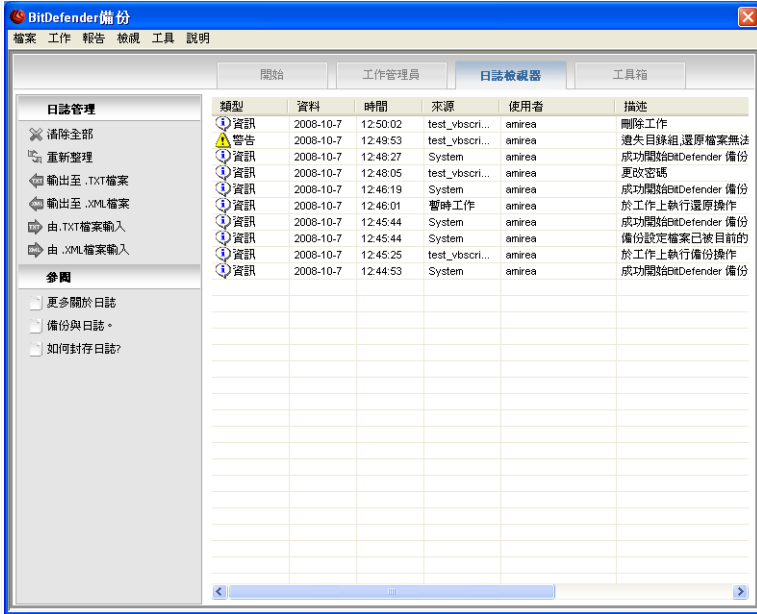 BitDefender備份
檔案 工作 報告 檢視 工具 說明
開始 工作管理員 日誌檢視器 工具箱
日誌管理
清除全部
重新整理
輸出至 .TXT檔案
輸出至 .XML檔案
由.TXT檔案輸入
由 .XML檔案輸入
參閱
更多關於日誌
備份與日誌。
如何封存日誌?
類型 資料 時間 來源 使用者 描述
資訊 2008-10-7 12:50:02 test_vbscri... amirea 刪除工作
警告 2008-10-7 12:49:53 test_vbscri... amirea 遺失目錄組,還原檔案無法
資訊 2008-10-7 12:48:27 System amirea 成功開始BitDefender 備份
資訊 2008-10-7 12:48:05 test_vbscri... amirea 更改密碼
資訊 2008-10-7 12:46:19 System amirea 成功開始BitDefender 備份
資訊 2008-10-7 12:46:01 暫時工作 amirea 於工作上執行還原操作
資訊 2008-10-7 12:45:44 System amirea 成功開始BitDefender 備份
資訊 2008-10-7 12:45:44 System amirea 備份設定檔案已被目前的
資訊 2008-10-7 12:45:25 test_vbscri... amirea 於工作上執行備份操作
資訊 2008-10-7 12:44:53 System amirea 成功開始BitDefender 備份